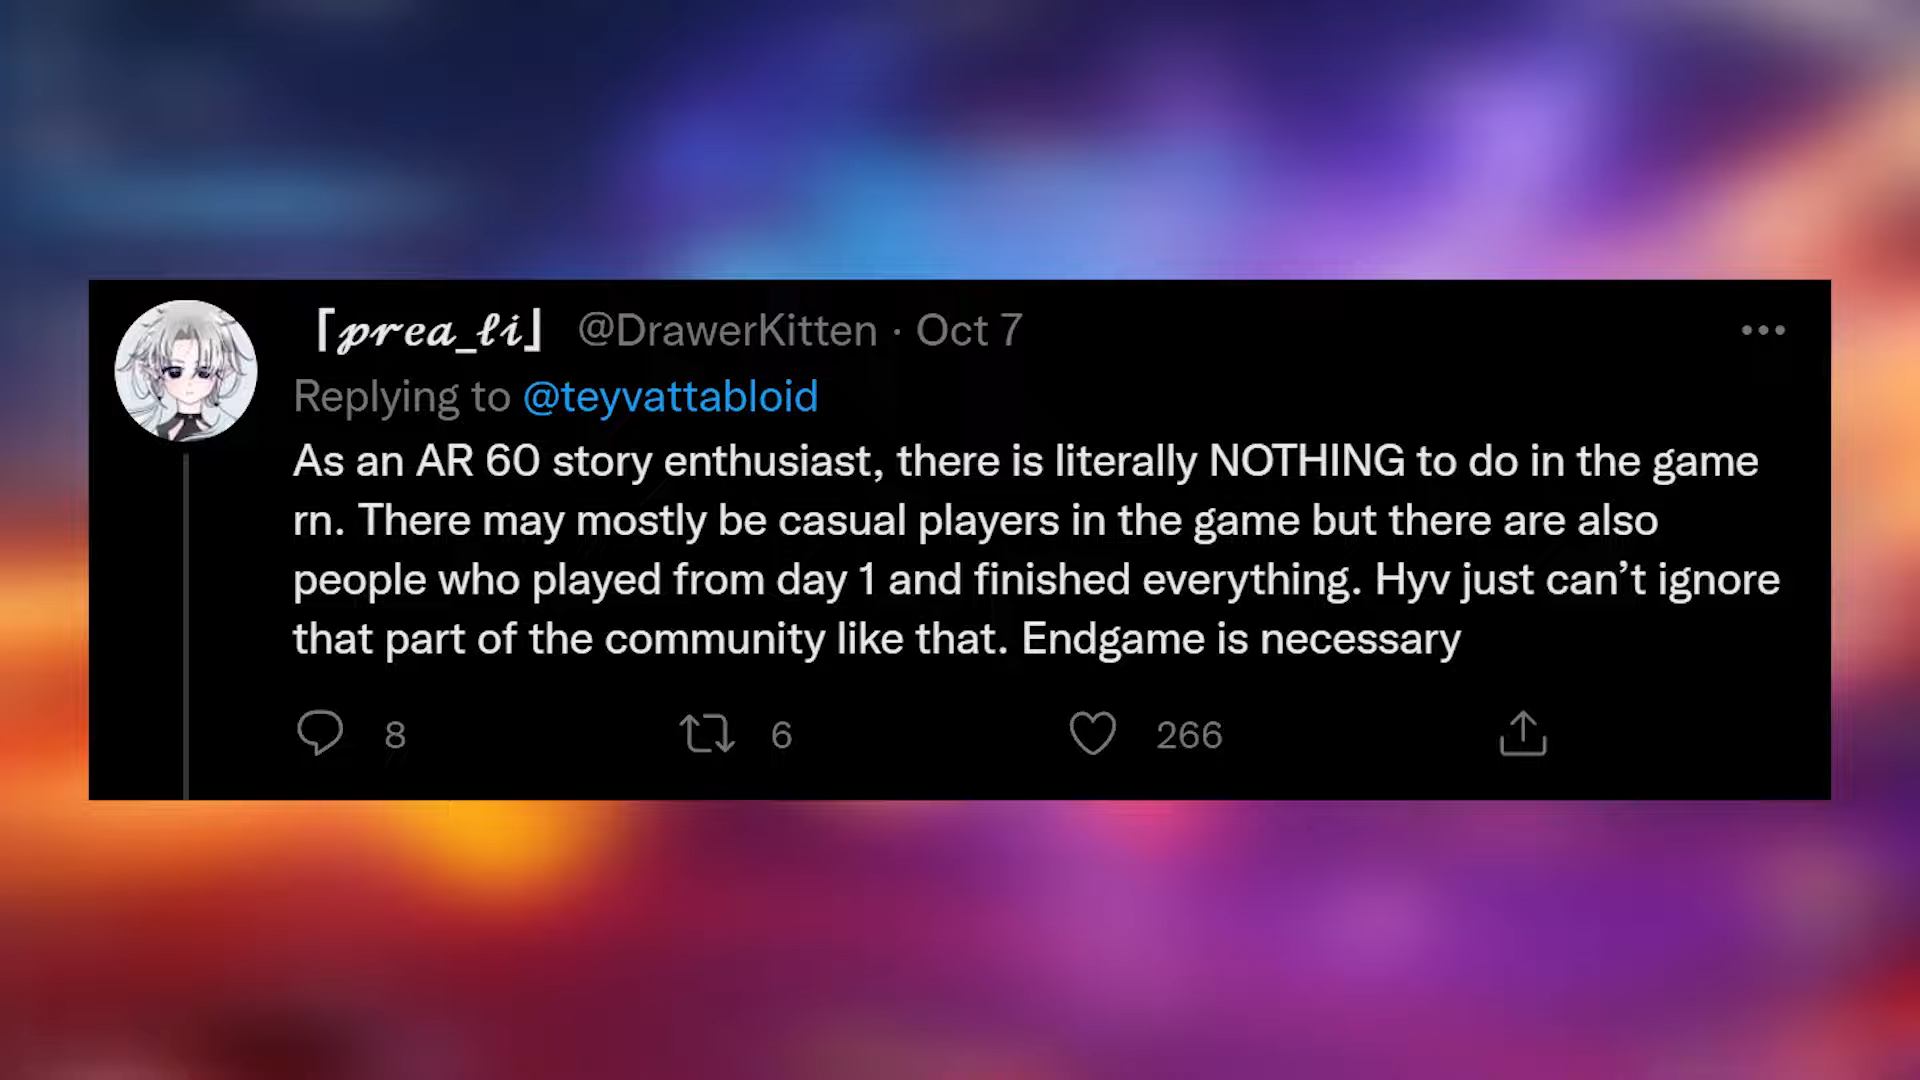 「𝓹𝓻𝓮𝓪_𝓵𝓲」 @DrawerKitten · Oct 7
Replying to @teyvattabloid
As an AR 60 story enthusiast, there is literally NOTHING to do in the game
rn. There may mostly be casual players in the game but there are also
people who played from day 1 and finished everything. Hyv just can’t ignore
that part of the community like that. Endgame is necessary
8 6 266